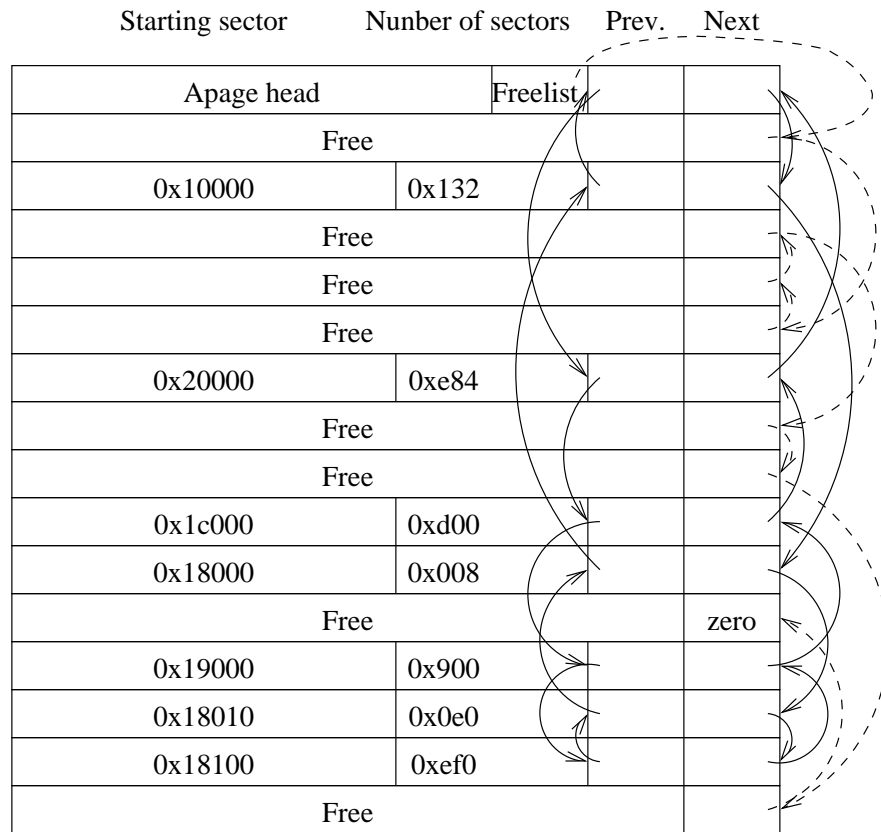 Starting sector Nunber of sectors Prev. Next
Apage head Freelist
Free
0x10000 0x132
Free
Free
Free
0x20000 0xe84
Free
Free
0x1c000 0xd00
0x18000 0x008
Free zero
0x19000 0x900
0x18010 0x0e0
0x18100 0xef0
Free